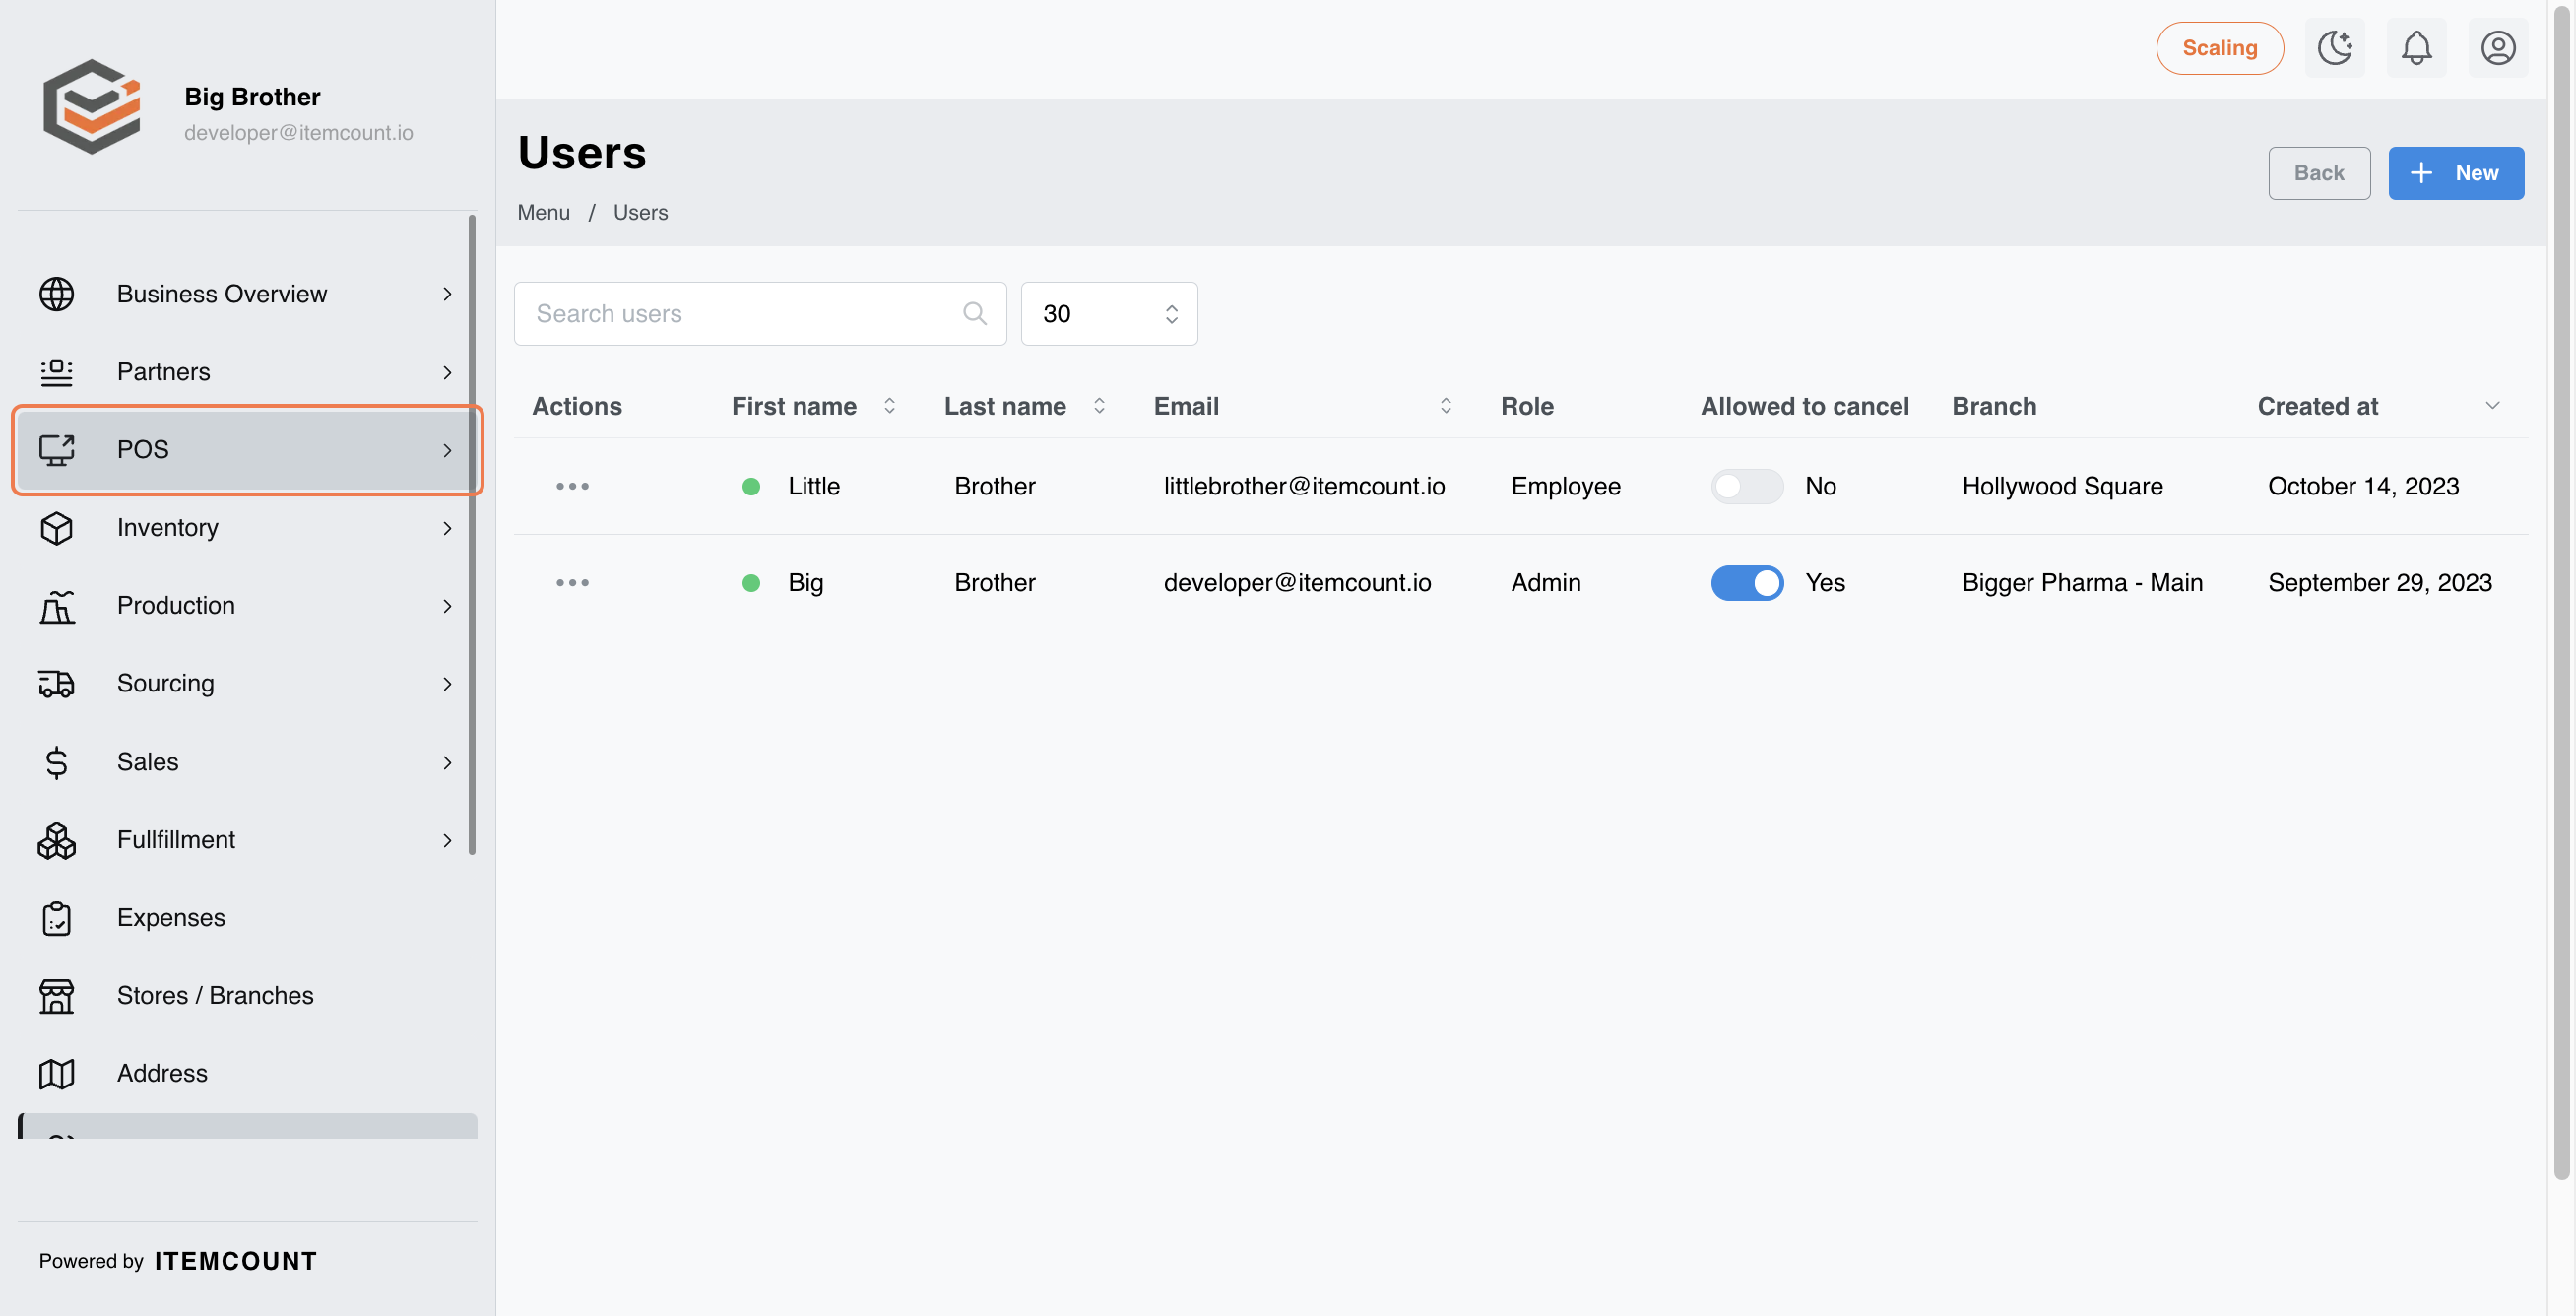 Big Brother
developer@itemcount.io
Business Overview
Partners
POS
Inventory
Production
Sourcing
Sales
Fullfillment
Expenses
Stores / Branches
Address
Powered by ITEMCOUNT
Scaling
Users
Menu / Users
Back
+ New
Search users
30
Actions First name Last name Email Role Allowed to cancel Branch Created at
Little Brother littlebrother@itemcount.io Employee No Hollywood Square October 14, 2023
Big Brother developer@itemcount.io Admin Yes Bigger Pharma - Main September 29, 2023